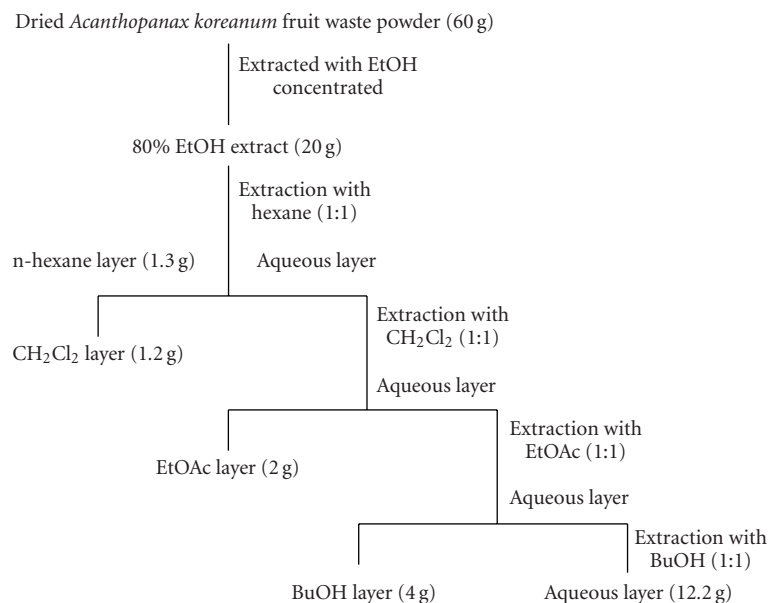 Dried Acanthopanax koreanum fruit waste powder (60 g)
Extracted with EtOH
concentrated
80% EtOH extract (20 g)
Extraction with
hexane (1:1)
n-hexane layer (1.3 g)
Aqueous layer
Extraction with
CH₂Cl₂ (1:1)
CH₂Cl₂ layer (1.2 g)
Aqueous layer
Extraction with
EtOAc (1:1)
EtOAc layer (2 g)
Aqueous layer
Extraction with
BuOH (1:1)
BuOH layer (4 g)
Aqueous layer (12.2 g)